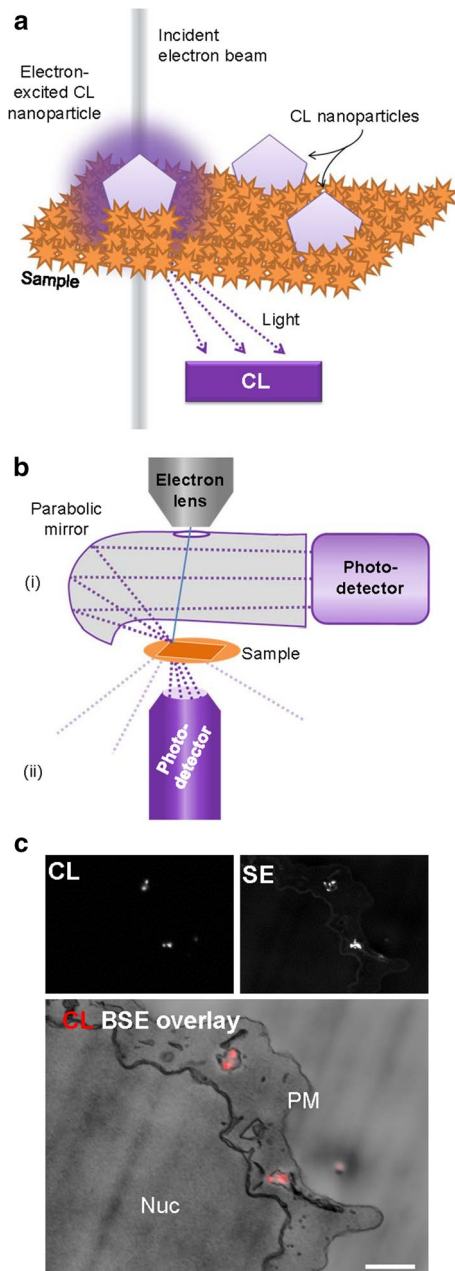 a
Incident
electron beam
Electron-
excited CL
nanoparticle
CL nanoparticles
Sample
Light
CL
b
Electron
lens
Parabolic
mirror
Photo-
detector
(i)
Sample
Photo-
detector
(ii)
c
CL
SE
CL BSE overlay
PM
Nuc